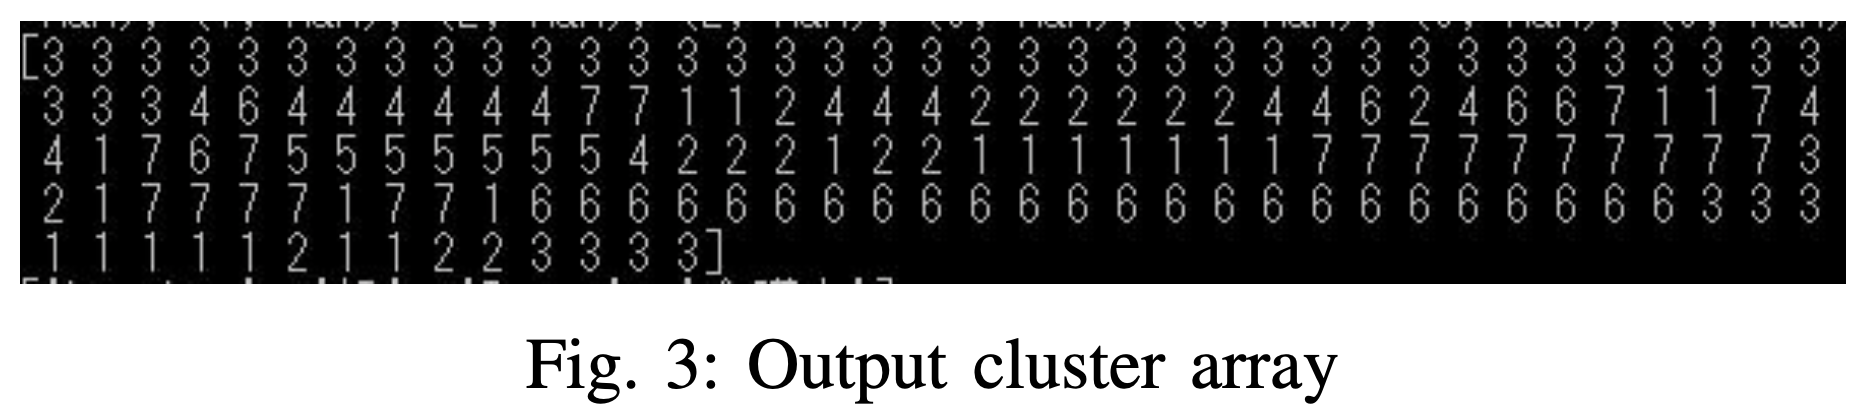 [3 3 3 3 3 3 3 3 3 3 3 3 3 3 3 3 3 3 3 3 3 3 3 3 3 3 3 3 3 3 3 3 3 3 3 3 3
3 3 3 4 6 4 4 4 4 4 4 7 7 1 1 2 4 4 4 2 2 2 2 2 2 4 4 6 2 4 6 6 7 1 1 7 4
4 1 7 6 7 5 5 5 5 5 5 5 4 2 2 2 1 2 2 1 1 1 1 1 1 1 7 7 7 7 7 7 7 7 7 7 3
2 1 7 7 7 7 1 7 7 1 6 6 6 6 6 6 6 6 6 6 6 6 6 6 6 6 6 6 6 6 6 6 6 6 3 3 3
1 1 1 1 1 2 1 1 2 2 3 3 3 3]
Fig. 3: Output cluster array